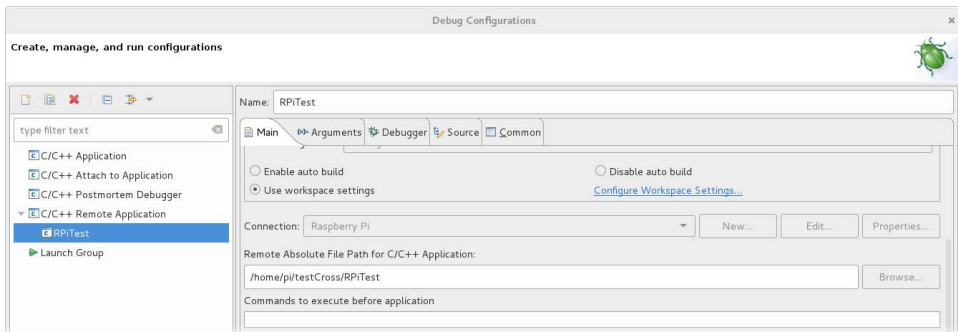 Debug Configurations
Create, manage, and run configurations
Name: RPiTest
type filter text
Main Arguments Debugger Source Common
C/C++ Application
C/C++ Attach to Application
C/C++ Postmortem Debugger
C/C++ Remote Application
RPiTest
Launch Group
Enable auto build Disable auto build
Use workspace settings Configure Workspace Settings...
Connection: Raspberry Pi New... Edit... Properties...
Remote Absolute File Path for C/C++ Application:
/home/pi/testCross/RPiTest Browse...
Commands to execute before application